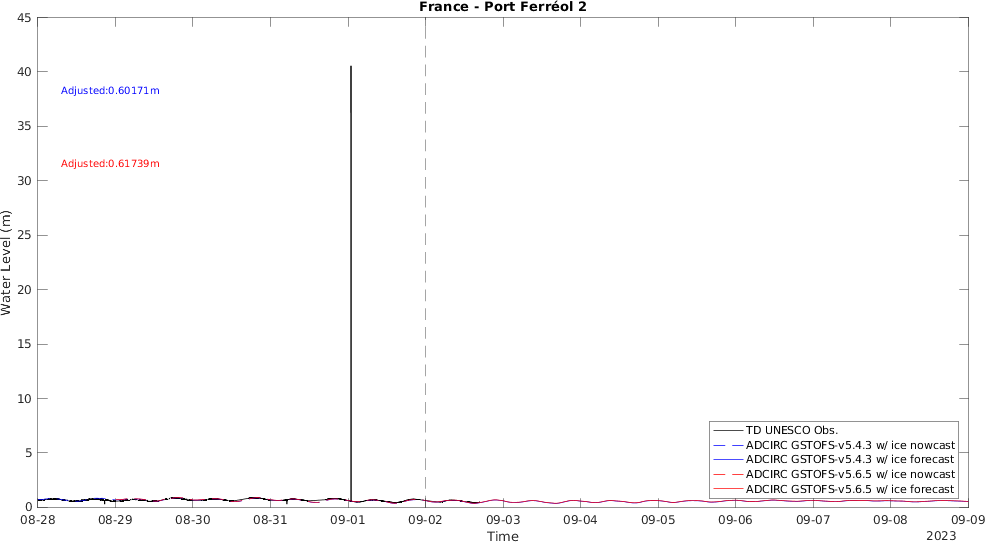 France - Port Ferréol 2
45
40
35
30
25
20
15
10
5
0
Water Level (m)
Adjusted:0.60171m
Adjusted:0.61739m
TD UNESCO Obs.
ADCIRC GSTOFS-v5.4.3 w/ ice nowcast
ADCIRC GSTOFS-v5.4.3 w/ ice forecast
ADCIRC GSTOFS-v5.6.5 w/ ice nowcast
ADCIRC GSTOFS-v5.6.5 w/ ice forecast
08-28 08-29 08-30 08-31 09-01 09-02 09-03 09-04 09-05 09-06 09-07 09-08 09-09
Time
2023